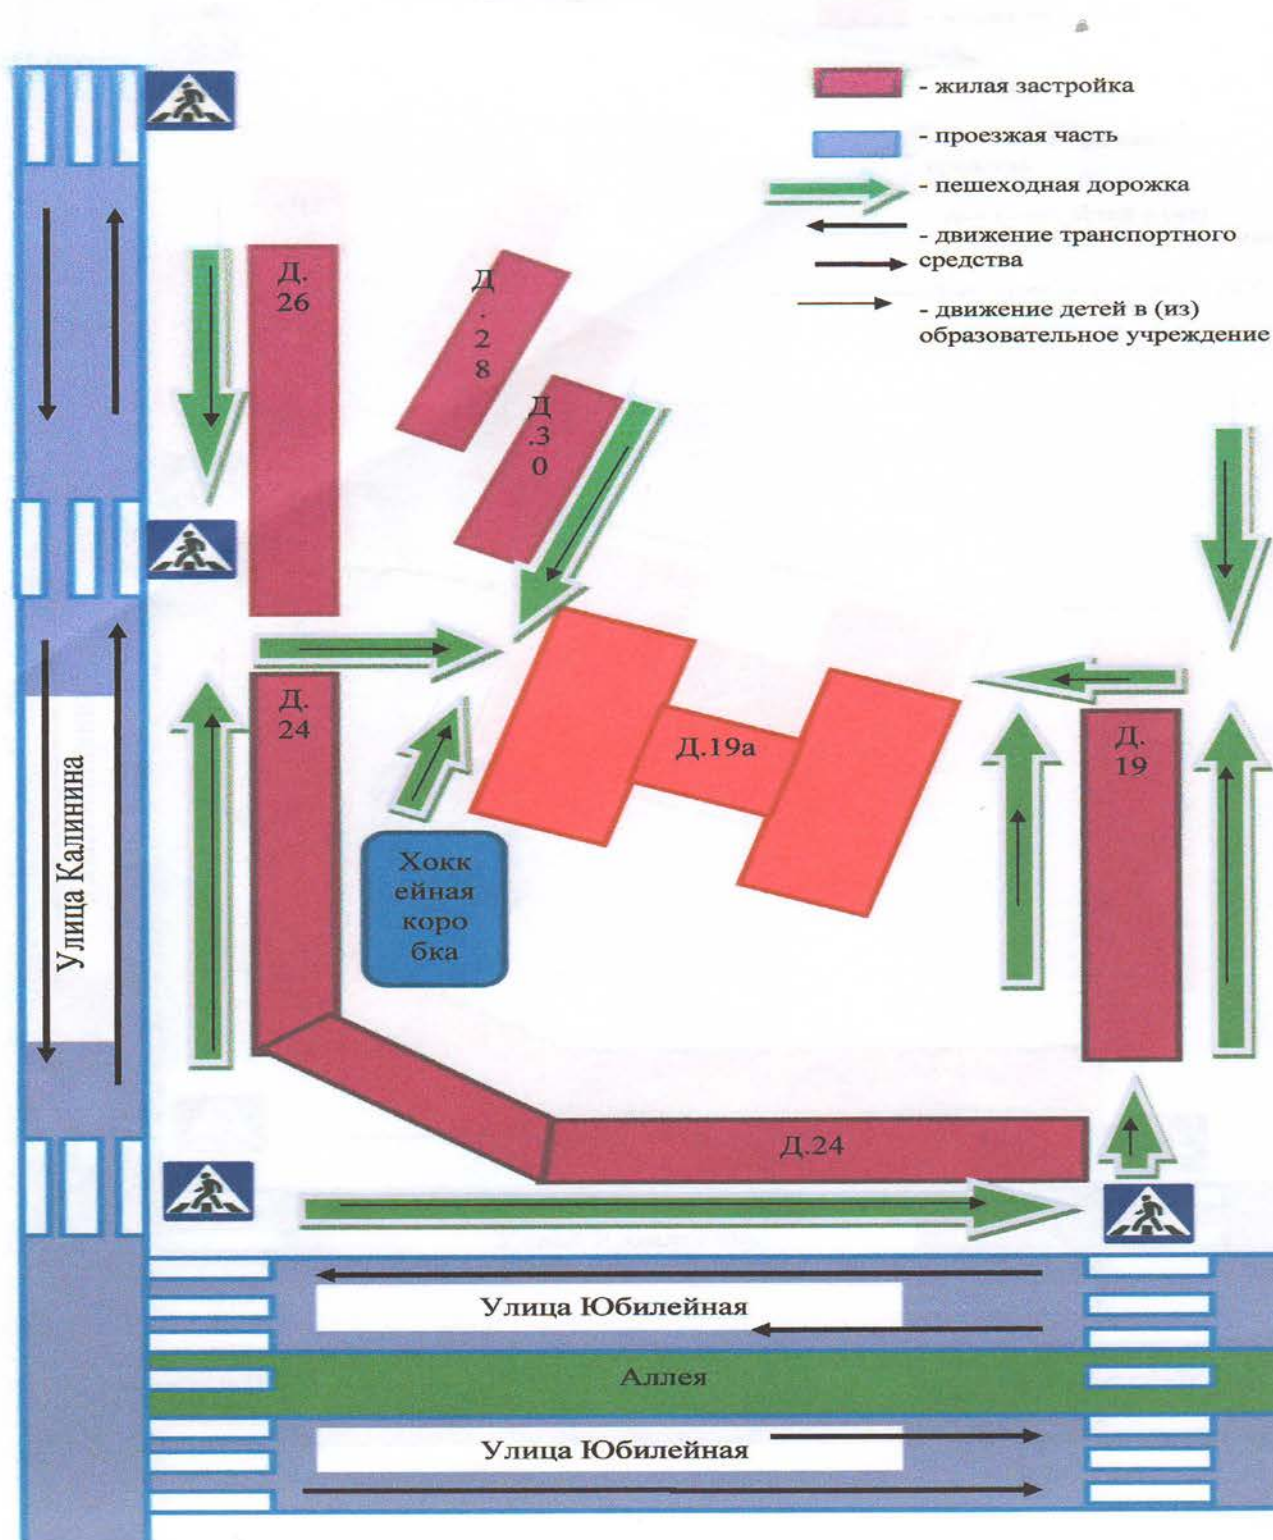 - жилая застройка
- проезжая часть
- пешеходная дорожка
- движение транспортного
средства
- движение детей в (из)
образовательное учреждение
Д.
26
Д
.
2
8
Д
.3
0
Д.
24
Д.19а
Д.
19
Улица Калинина
Хокк
ейная
коро
бка
Д.24
Улица Юбилейная
Аллея
Улица Юбилейная